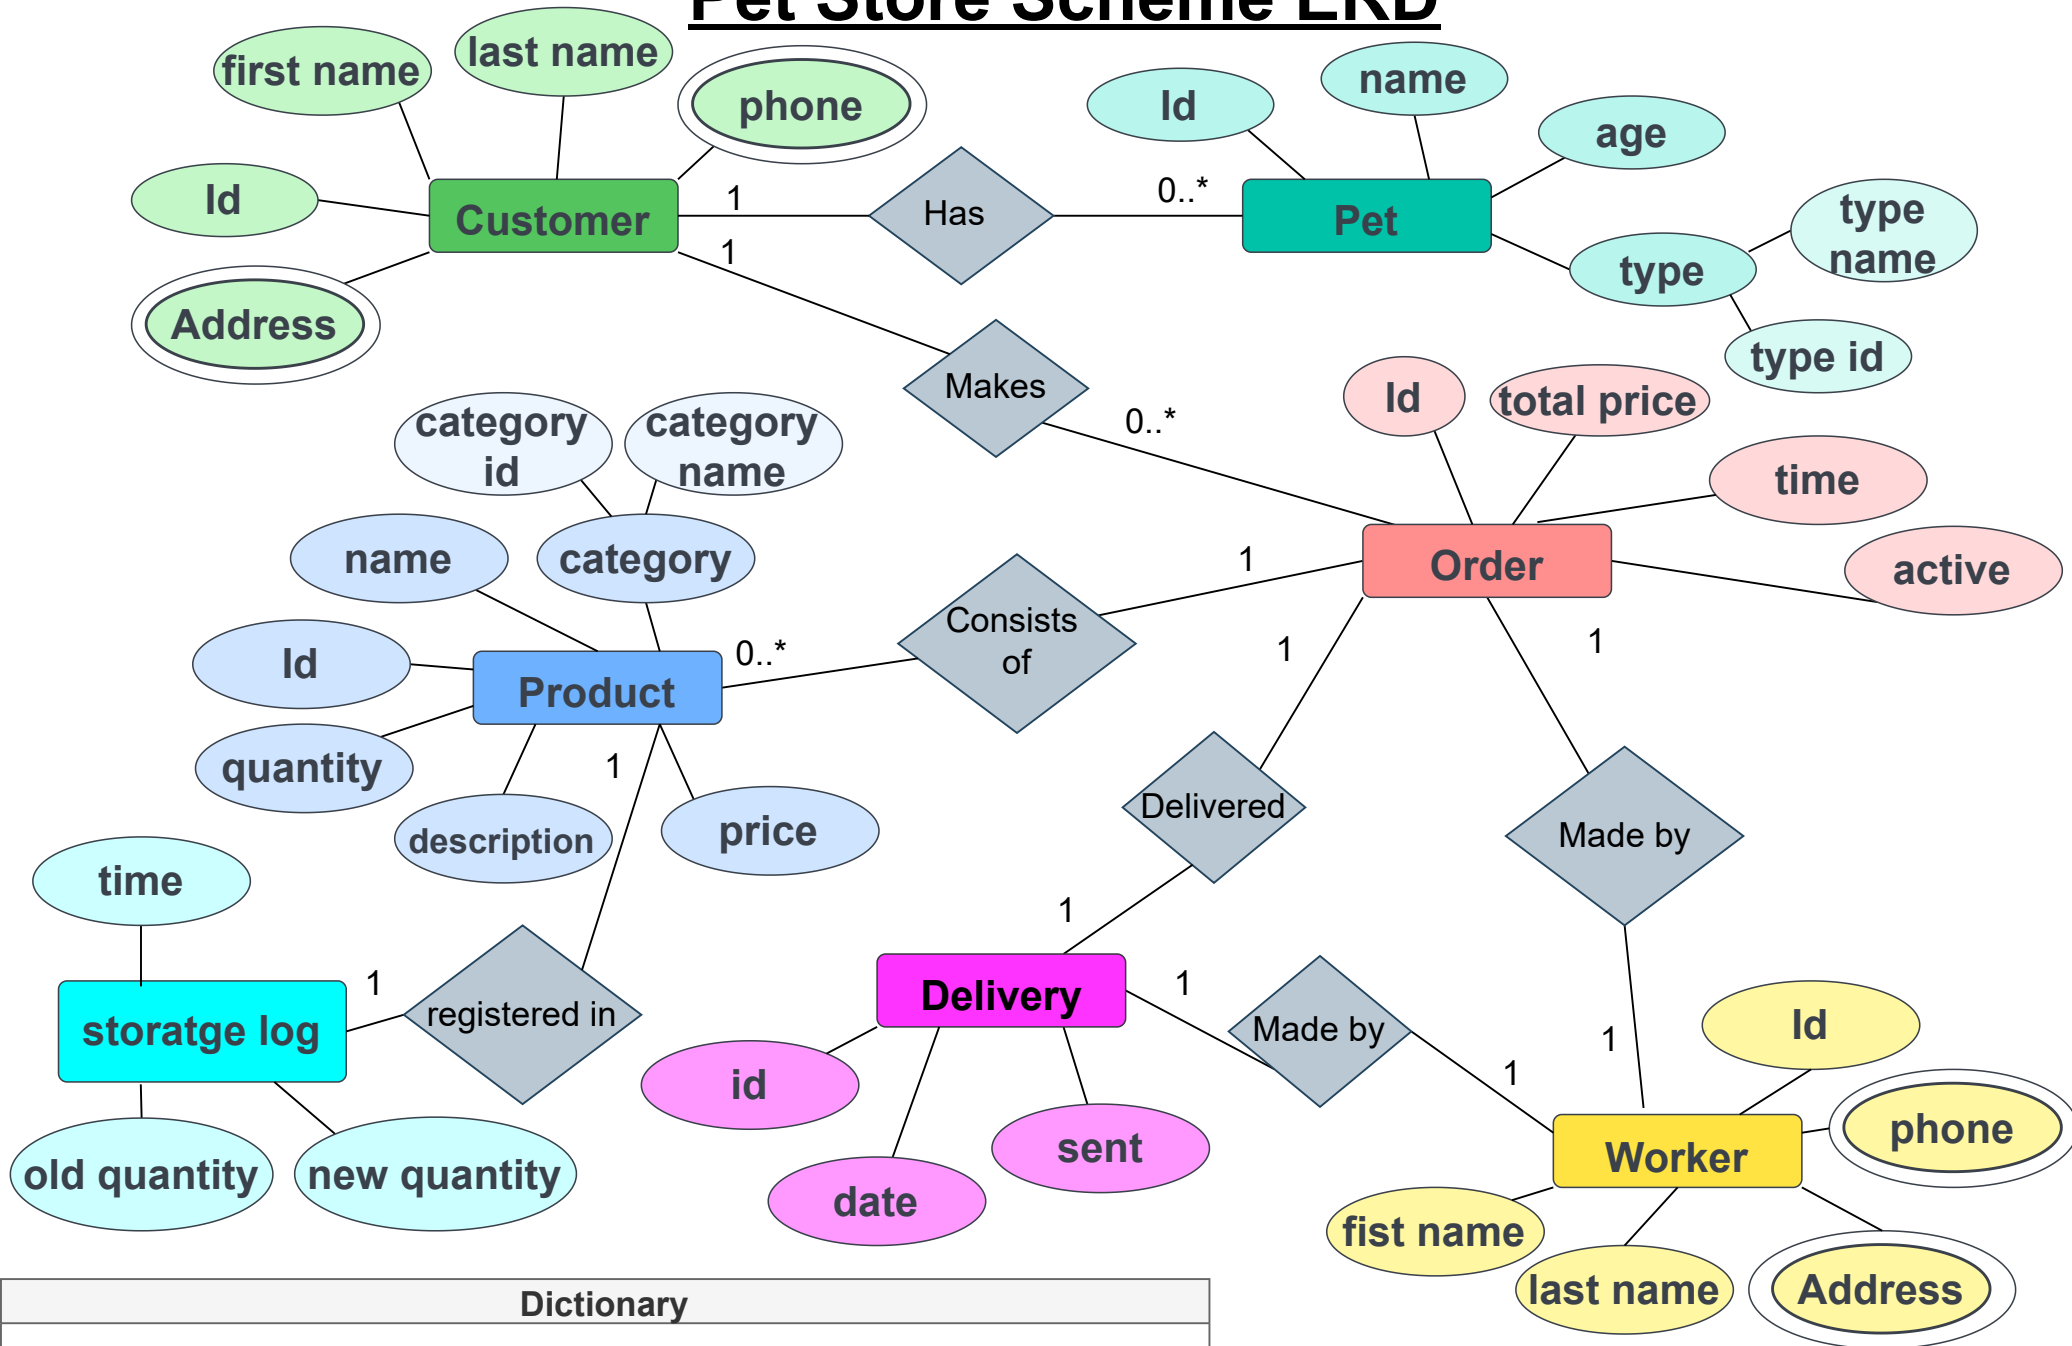 Pet Store Scheme ERD
first name
last name
phone
Id
name
age
Id
Customer
1
Has
0..*
Pet
type
name
1
type
Address
type id
Makes
Id
total price
0..*
category
id
category
name
time
name
category
1
Order
active
Consists
of
Id
0..*
1
1
Product
quantity
1
description
price
Delivered
Made by
time
1
1
1
Delivery
storatge log
registered in
Made by
1
Id
id
1
phone
old quantity
new quantity
sent
Worker
date
fist name
last name
Address
Dictionary